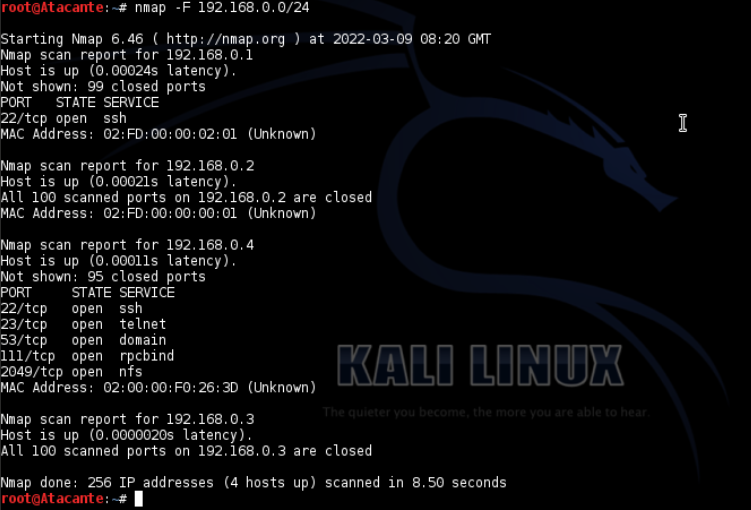 root@Atacante:~# nmap -F 192.168.0.0/24
Starting Nmap 6.46 ( http://nmap.org ) at 2022-03-09 08:20 GMT
Nmap scan report for 192.168.0.1
Host is up (0.00024s latency).
Not shown: 99 closed ports
PORT   STATE SERVICE
22/tcp open  ssh
MAC Address: 02:FD:00:00:02:01 (Unknown)
Nmap scan report for 192.168.0.2
Host is up (0.00021s latency).
All 100 scanned ports on 192.168.0.2 are closed
MAC Address: 02:FD:00:00:00:01 (Unknown)
Nmap scan report for 192.168.0.4
Host is up (0.00011s latency).
Not shown: 95 closed ports
PORT     STATE SERVICE
22/tcp   open  ssh
23/tcp   open  telnet
53/tcp   open  domain
111/tcp  open  rpcbind
2049/tcp open  nfs
MAC Address: 02:00:00:F0:26:3D (Unknown)
KALI LINUX
The quieter you become, the more you are able to hear.
Nmap scan report for 192.168.0.3
Host is up (0.0000020s latency).
All 100 scanned ports on 192.168.0.3 are closed
Nmap done: 256 IP addresses (4 hosts up) scanned in 8.50 seconds
root@Atacante:~#